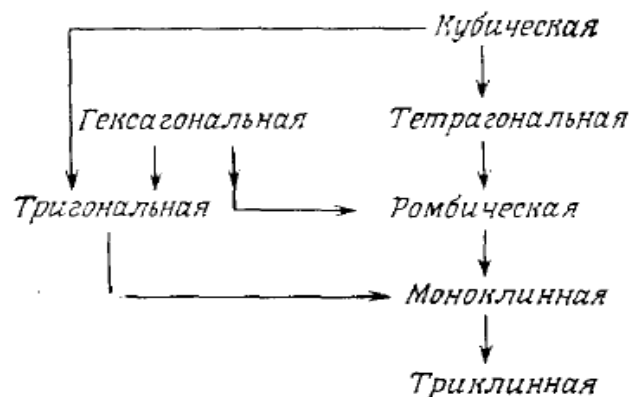 Кубическая
Гексагональная Тетрагональная
Тригональная Ромбическая
Моноклинная
Триклинная